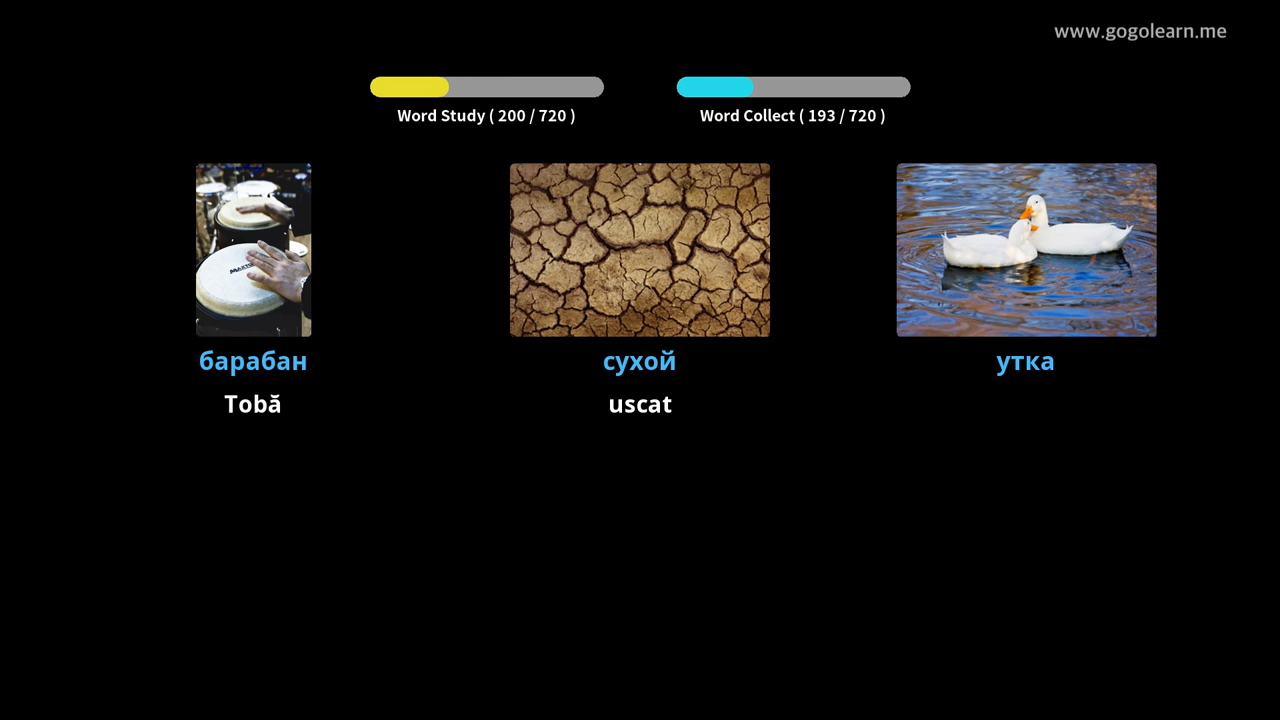 www.gogolearn.me
Word Study ( 200 / 720 )
Word Collect ( 193 / 720 )
барабан
сухой
утка
Tobă
uscat